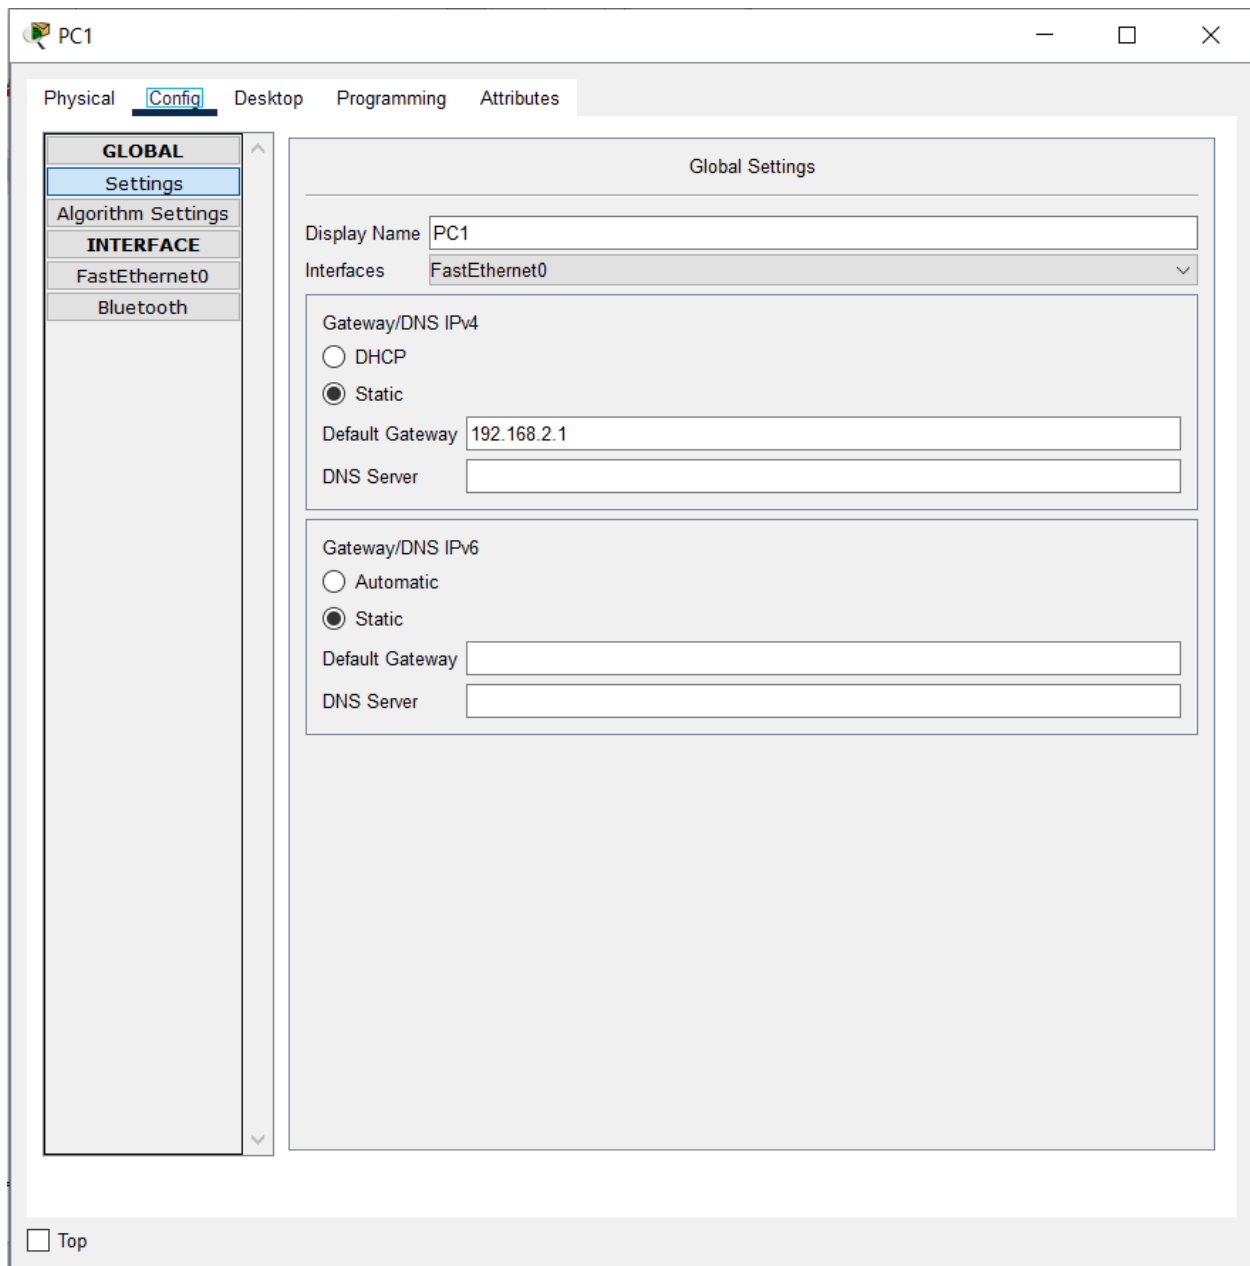 PC1
Physical Config Desktop Programming Attributes
GLOBAL
Settings
Algorithm Settings
INTERFACE
FastEthernet0
Bluetooth
Global Settings
Display Name PC1
Interfaces FastEthernet0
Gateway/DNS IPv4
DHCP
Static
Default Gateway 192.168.2.1
DNS Server
Gateway/DNS IPv6
Automatic
Static
Default Gateway
DNS Server
Top